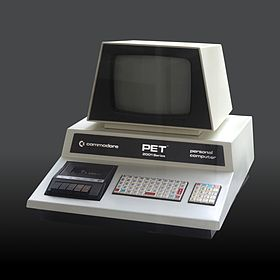 commodore
PET
2001 Series
personal
computer